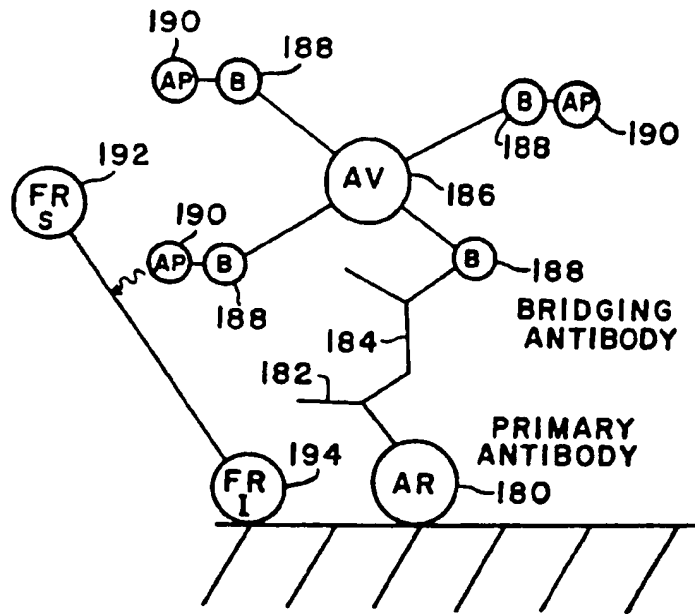 190
188
AP B
B AP
188
190
192
FR
S
AV
186
190
AP B
188
B
188
BRIDGING
ANTIBODY
184
182
PRIMARY
ANTIBODY
FR
I
194
AR
180